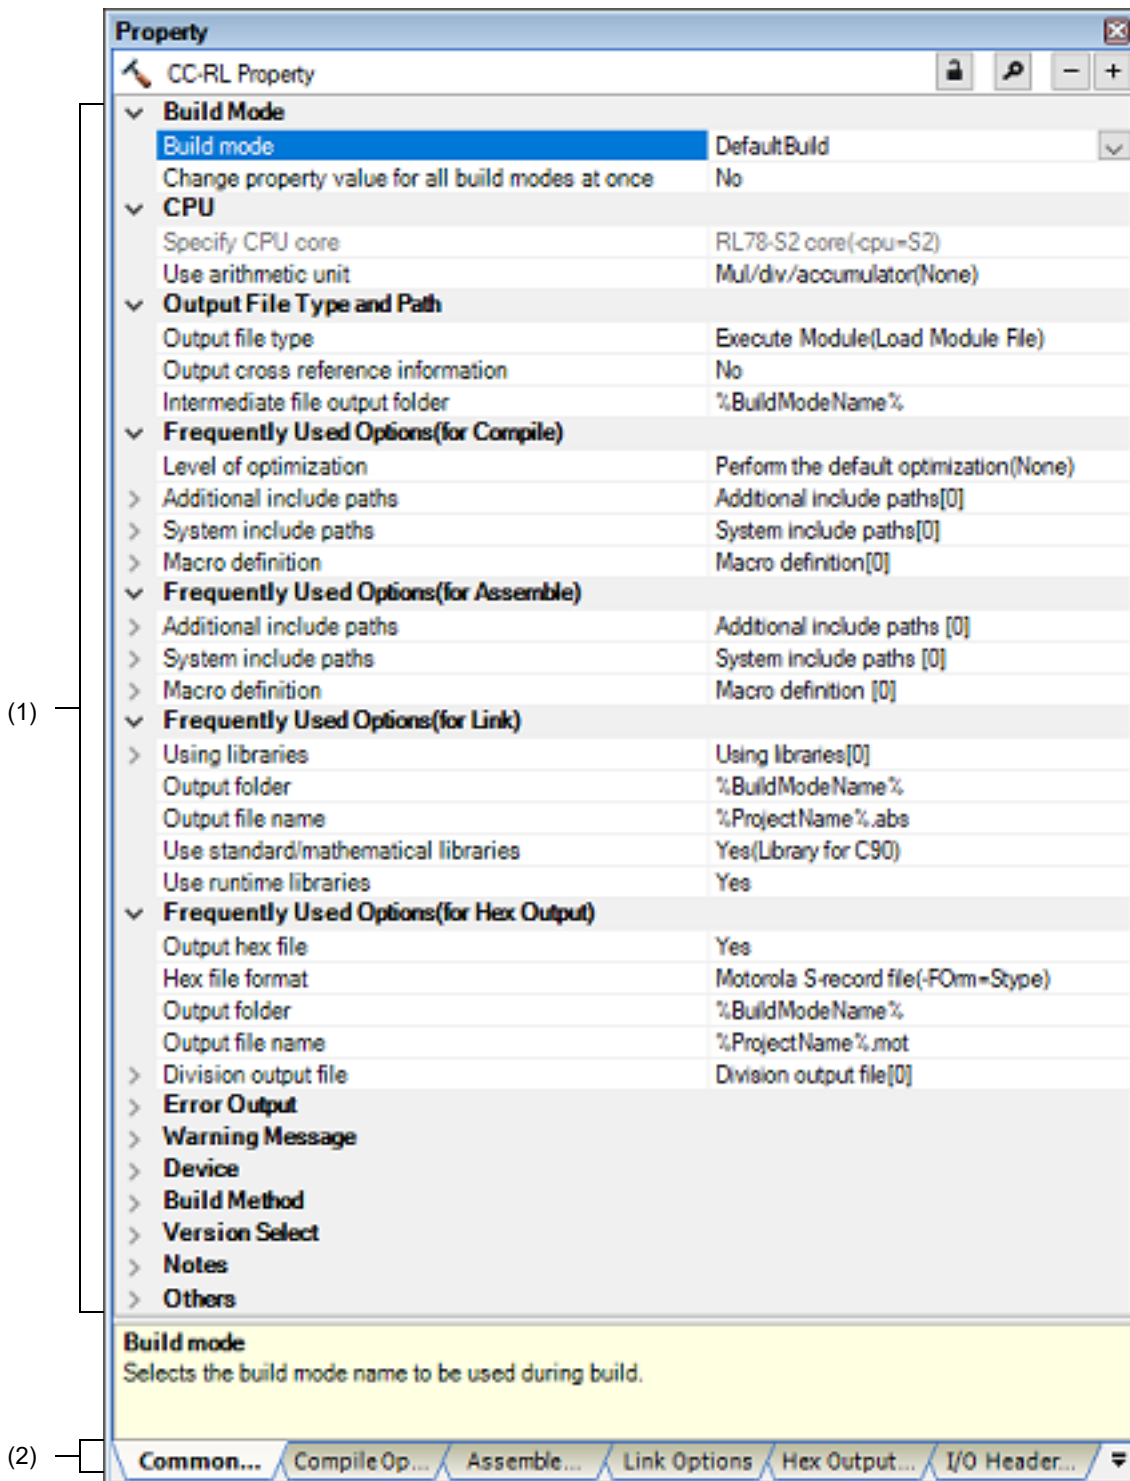 Property
CC-RL Property
Build Mode
Build mode DefaultBuild
Change property value for all build modes at once No
CPU
Specify CPU core RL78-S2 core(-cpu=S2)
Use arithmetic unit Mul/div/accumulator(None)
Output File Type and Path
Output file type Execute Module(Load Module File)
Output cross reference information No
Intermediate file output folder %BuildModeName%
Frequently Used Options(for Compile)
Level of optimization Perform the default optimization(None)
Additional include paths Additional include paths[0]
System include paths System include paths[0]
Macro definition Macro definition[0]
Frequently Used Options(for Assemble)
Additional include paths Additional include paths [0]
System include paths System include paths [0]
Macro definition Macro definition [0]
(1)
Frequently Used Options(for Link)
Using libraries Using libraries[0]
Output folder %BuildModeName%
Output file name %ProjectName%.abs
Use standard/mathematical libraries Yes(Library for C90)
Use runtime libraries Yes
Frequently Used Options(for Hex Output)
Output hex file Yes
Hex file format Motorola S-record file(-FOrm=Stype)
Output folder %BuildModeName%
Output file name %ProjectName%.mot
Division output file Division output file[0]
Error Output
Warning Message
Device
Build Method
Version Select
Notes
Others
Build mode
Selects the build mode name to be used during build.
(2)
Common... Compile Op... Assemble... Link Options Hex Output... I/O Header...